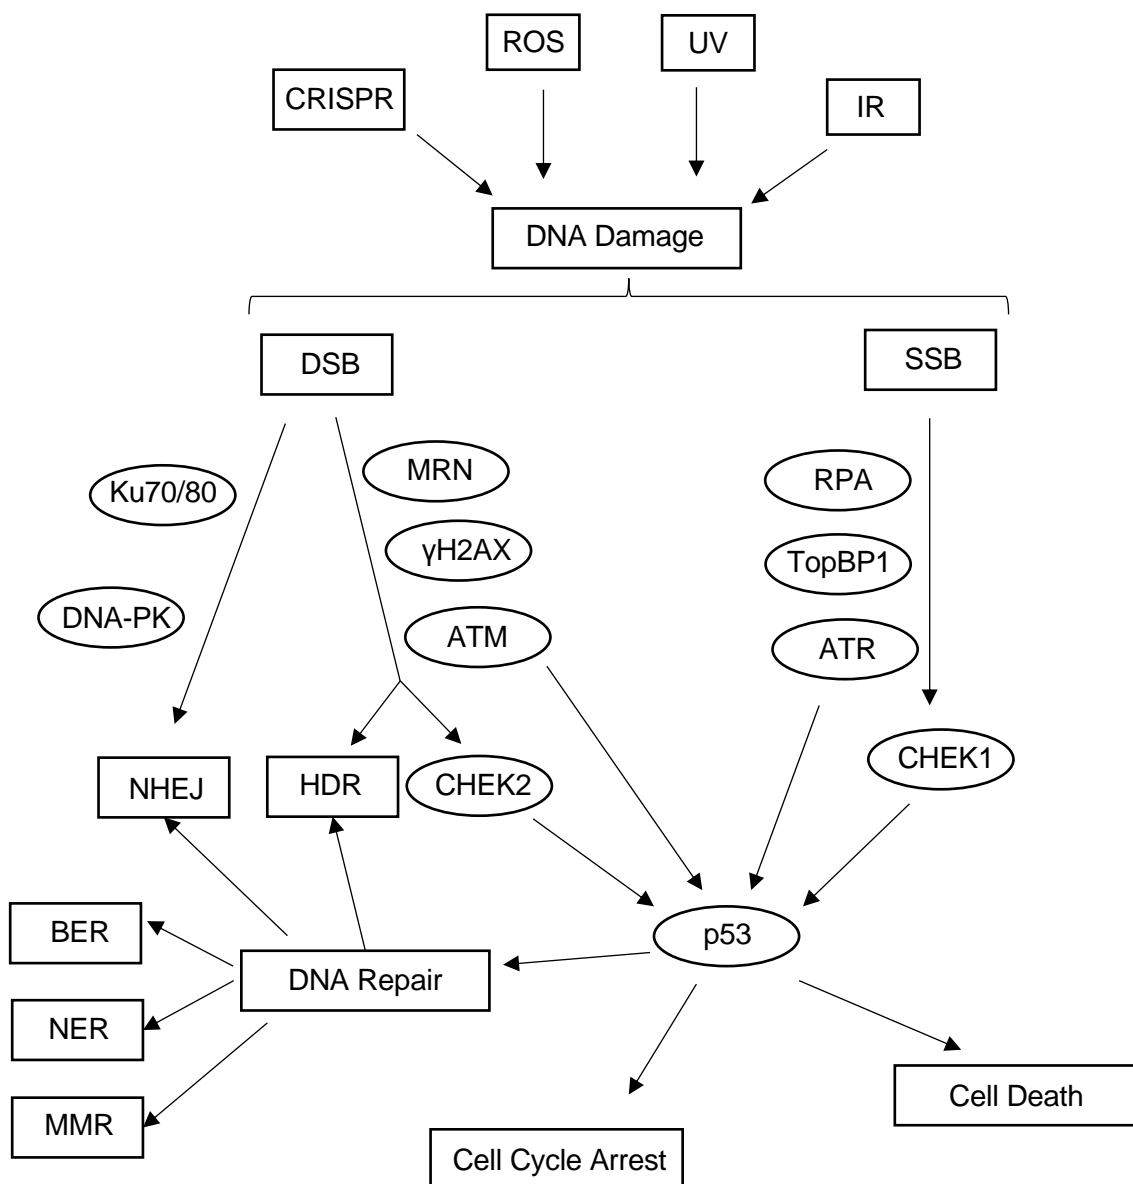 ROS
UV
CRISPR
IR
DNA Damage
DSB
SSB
MRN
RPA
Ku70/80
γH2AX
TopBP1
DNA-PK
ATM
ATR
NHEJ
HDR
CHEK2
CHEK1
BER
p53
DNA Repair
NER
MMR
Cell Death
Cell Cycle Arrest